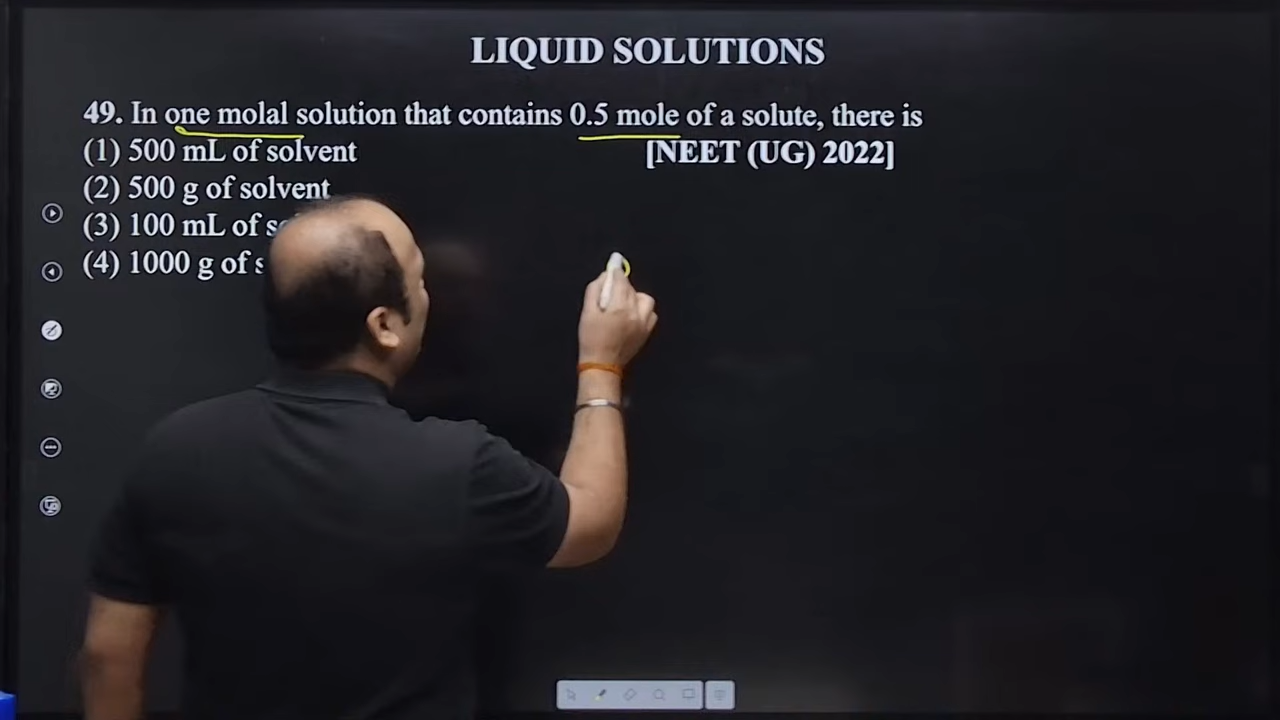 LIQUID SOLUTIONS
49. In one molal solution that contains 0.5 mole of a solute, there is
(1) 500 mL of solvent
[NEET (UG) 2022]
(2) 500 g of solvent
(3) 100 mL of
(4) 1000 g of